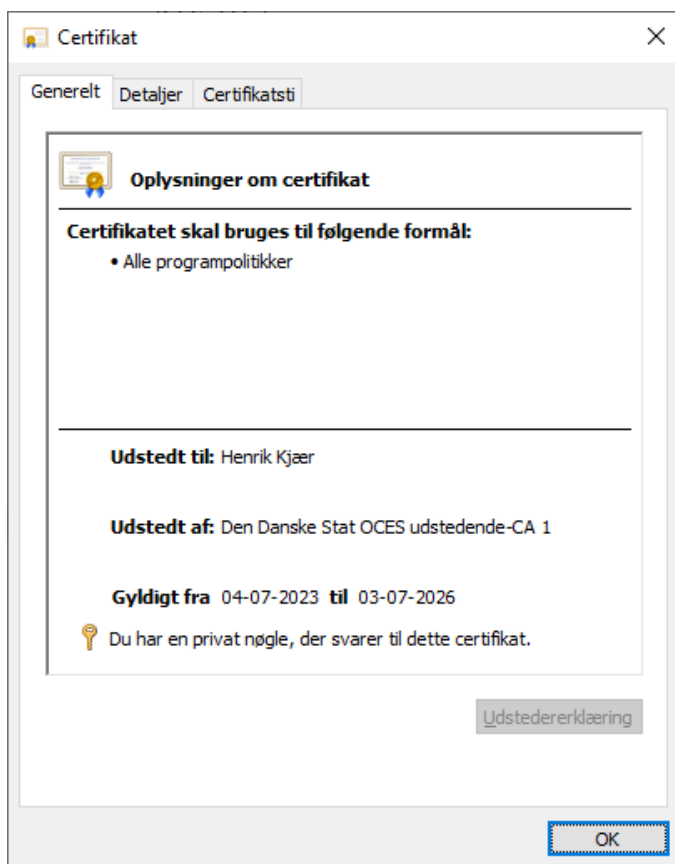 Certifikat
Generelt Detaljer Certifikatsti
Oplysninger om certifikat
Certifikatet skal bruges til følgende formål:
• Alle programpolitikker
Udstedt til: Henrik Kjær
Udstedt af: Den Danske Stat OCES udstedende-CA 1
Gyldigt fra 04-07-2023 til 03-07-2026
Du har en privat nøgle, der svarer til dette certifikat.
Udstedererklæring
OK